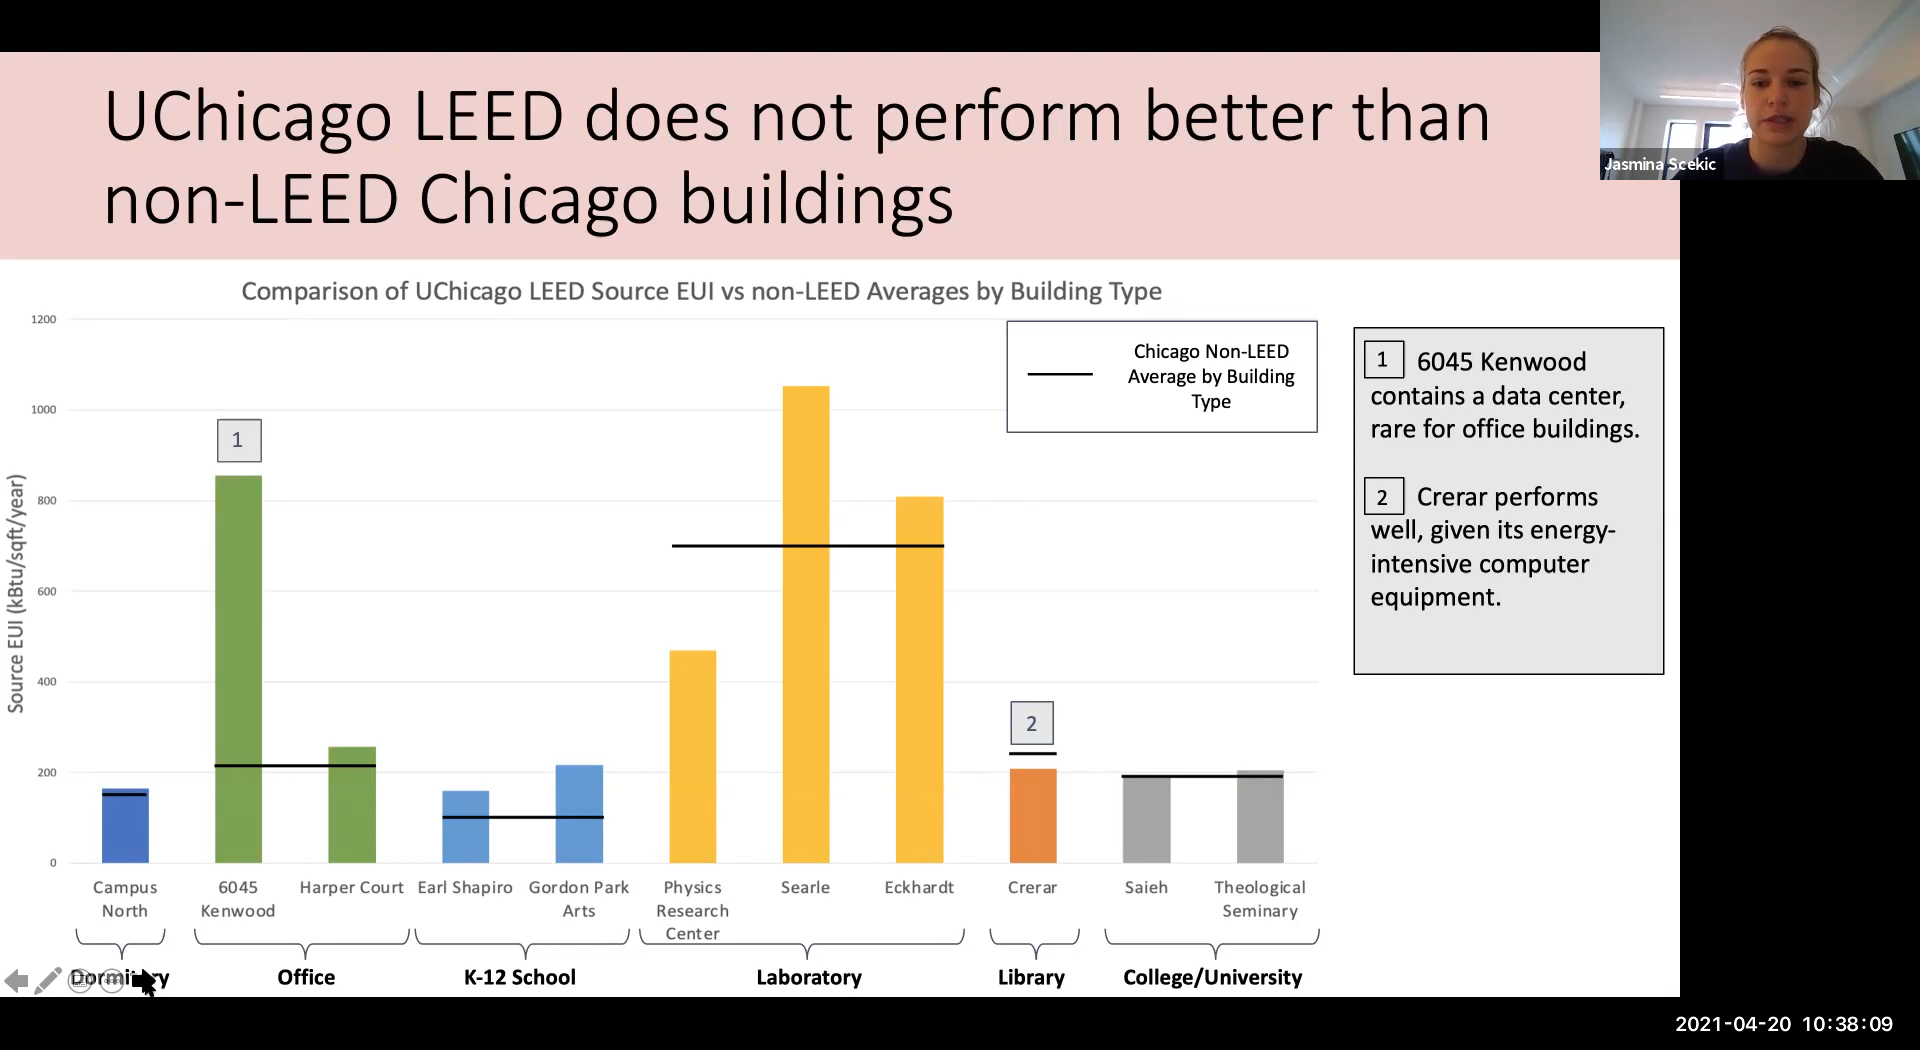 UChicago LEED does not perform better than
non-LEED Chicago buildings
Jasmina Scekic
Comparison of UChicago LEED Source EUI vs non-LEED Averages by Building Type
Source EUI (kBtu/sqft/year)
1200
1000
800
600
400
200
0
Chicago Non-LEED
Average by Building
Type
1
2
1 6045 Kenwood
contains a data center,
rare for office buildings.
2 Crerar performs
well, given its energy-
intensive computer
equipment.
Campus
North
6045
Kenwood
Harper Court
Earl Shapiro
Gordon Park
Arts
Physics
Research
Center
Searle
Eckhardt
Crerar
Saieh
Theological
Seminary
Dormitory
Office
K-12 School
Laboratory
Library
College/University
2021-04-20 10:38:09